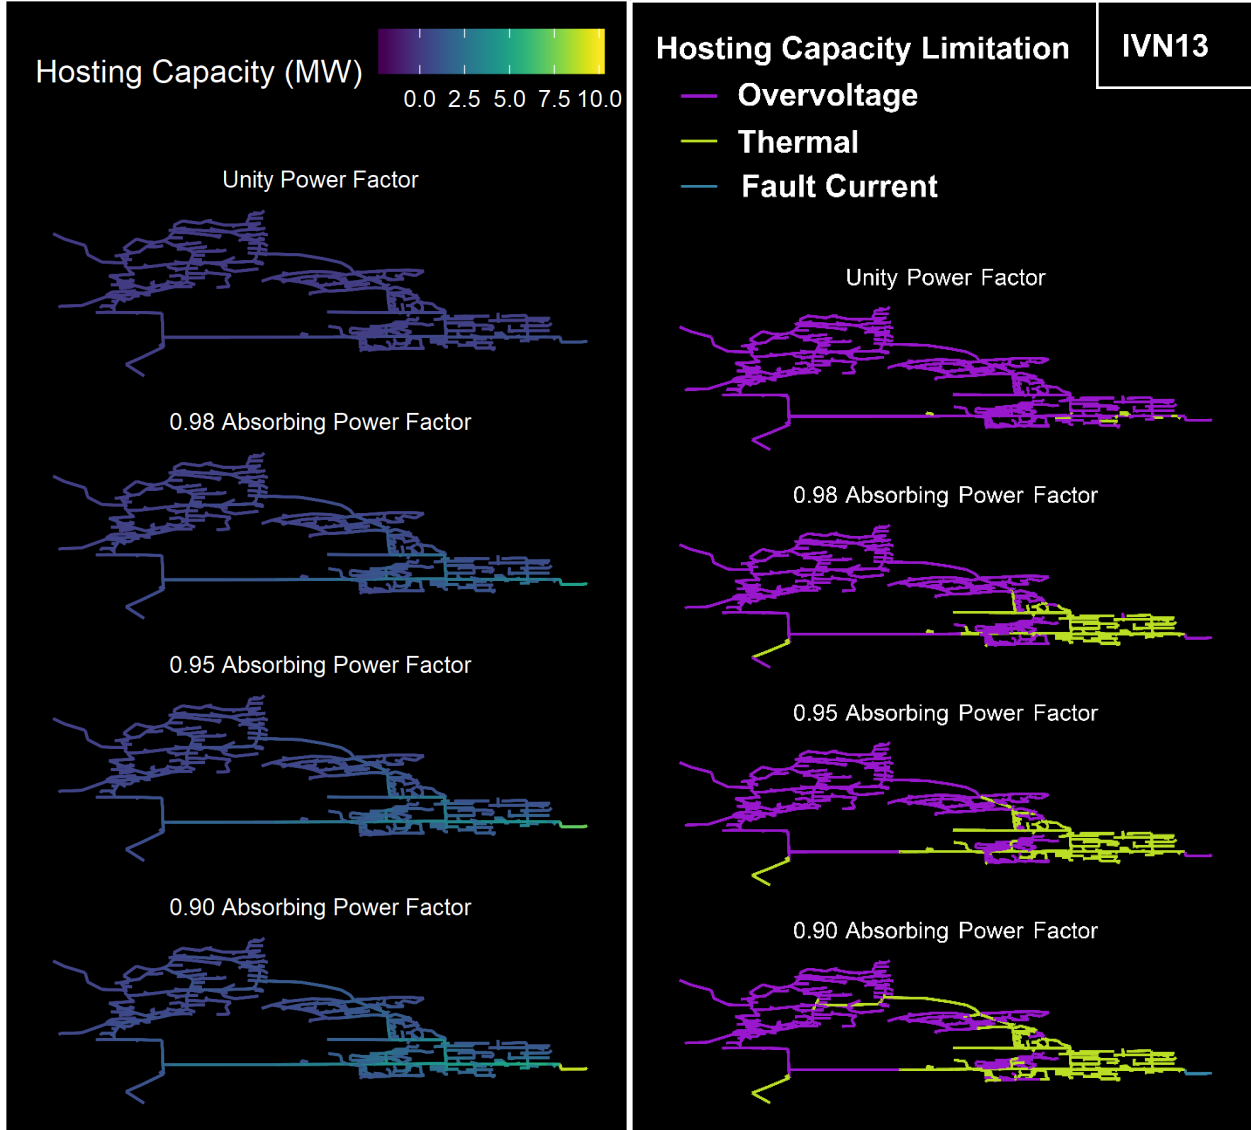 Hosting Capacity (MW)
0.0 2.5 5.0 7.5 10.0
Unity Power Factor
0.98 Absorbing Power Factor
0.95 Absorbing Power Factor
0.90 Absorbing Power Factor
Hosting Capacity Limitation
IVN13
Overvoltage
Thermal
Fault Current
Unity Power Factor
0.98 Absorbing Power Factor
0.95 Absorbing Power Factor
0.90 Absorbing Power Factor